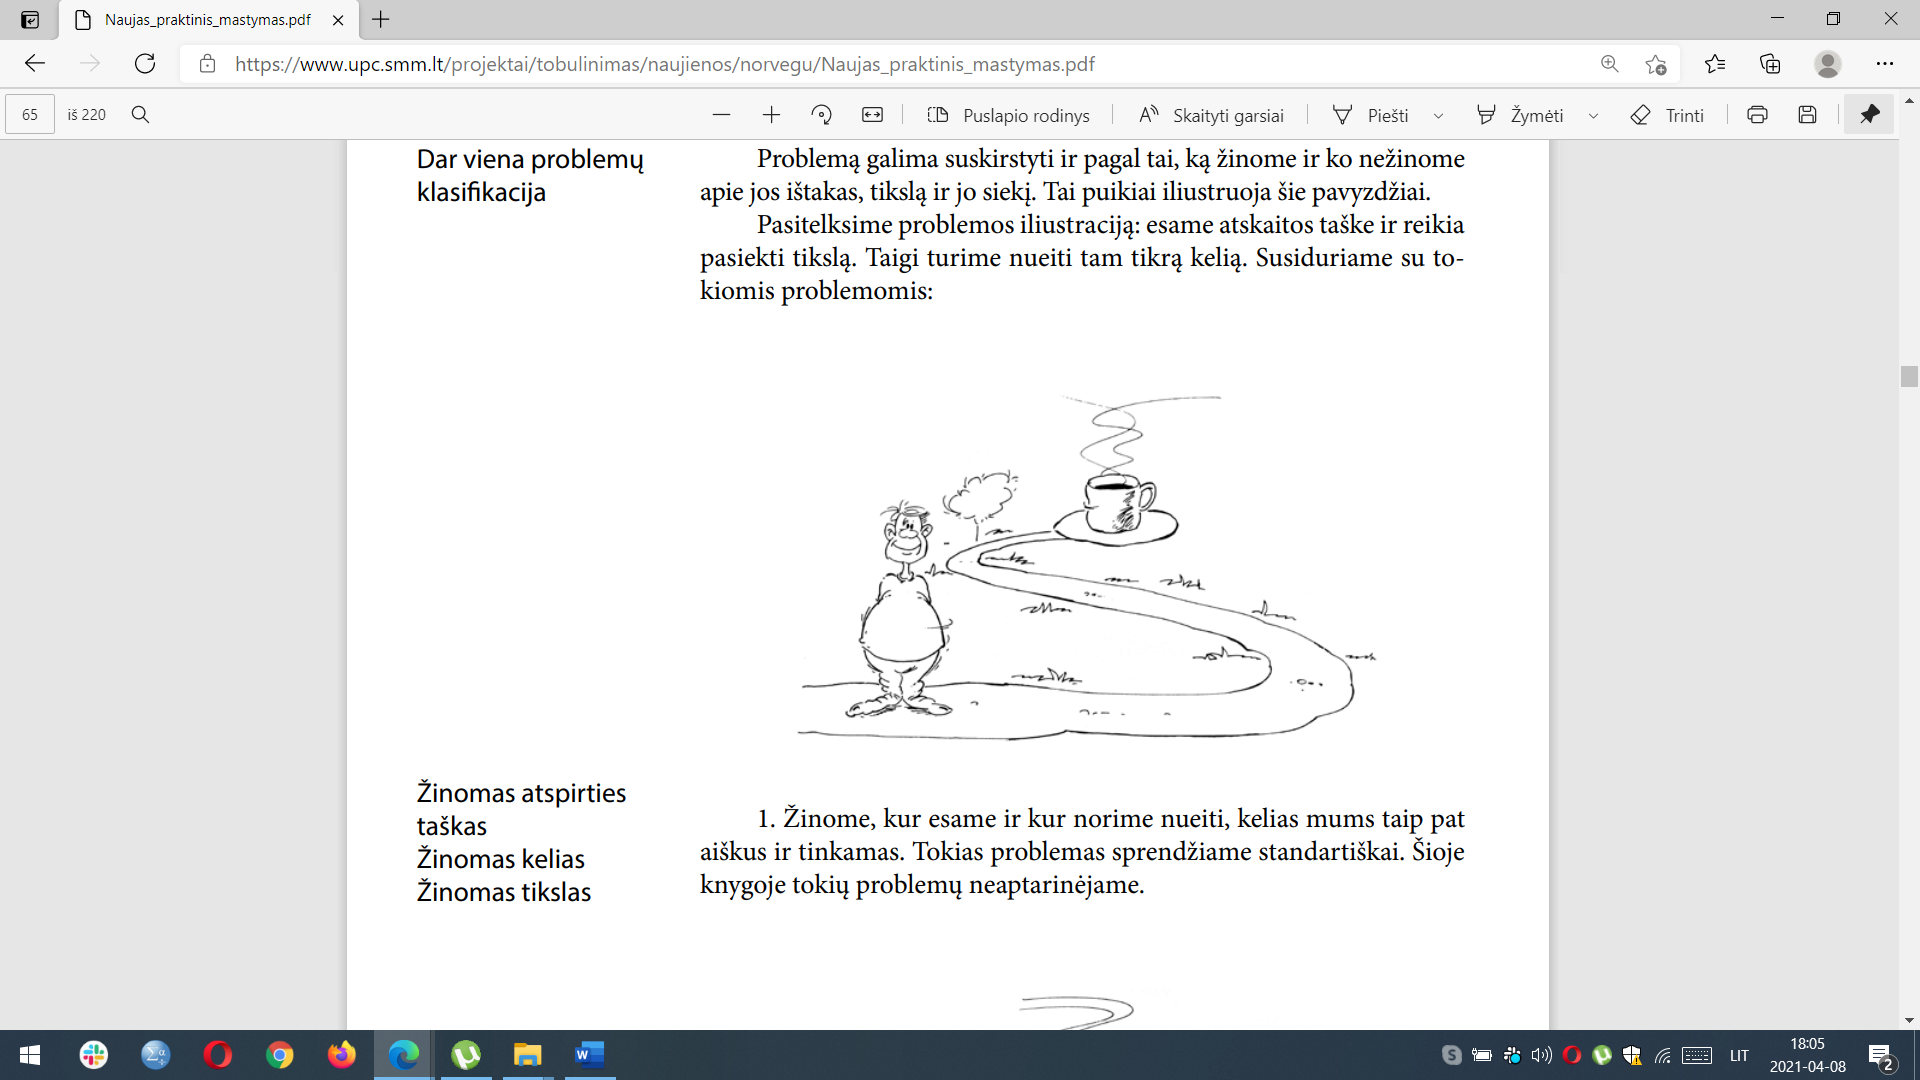 Naujas_praktinis_mastymas.pdf
https://www.upc.smm.lt/projektai/tobulinimas/naujienos/norvegu/Naujas_praktinis_mastymas.pdf
65 iš 220 Puslapio rodinys Skaityti garsiai Piešti Žymėti Trinti
Dar viena problemų
klasifikacija
Problemą galima suskirstyti ir pagal tai, ką žinome ir ko nežinome
apie jos ištakas, tikslą ir jo siekį. Tai puikiai iliustruoja šie pavyzdžiai.
Pasitelksime problemos iliustraciją: esame atskaitos taške ir reikia
pasiekti tikslą. Taigi turime nueiti tam tikrą kelią. Susiduriame su to-
kiomis problemomis:
Žinomas atspirties
taškas
Žinomas kelias
Žinomas tikslas
1. Žinome, kur esame ir kur norime nueiti, kelias mums taip pat
aiškus ir tinkamas. Tokias problemas sprendžiame standartiškai. Šioje
knygoje tokių problemų neaptarinėjame.
LIT
18:05
2021-04-08
2